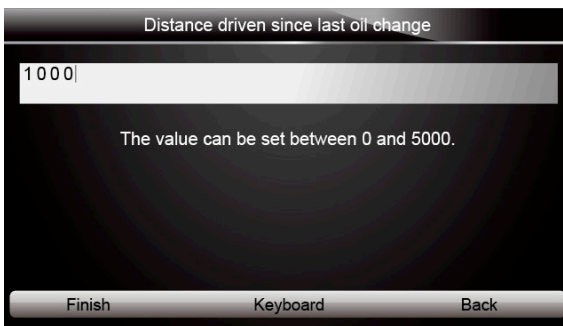 Distance driven since last oil change
1000
The value can be set between 0 and 5000.
Finish Keyboard Back